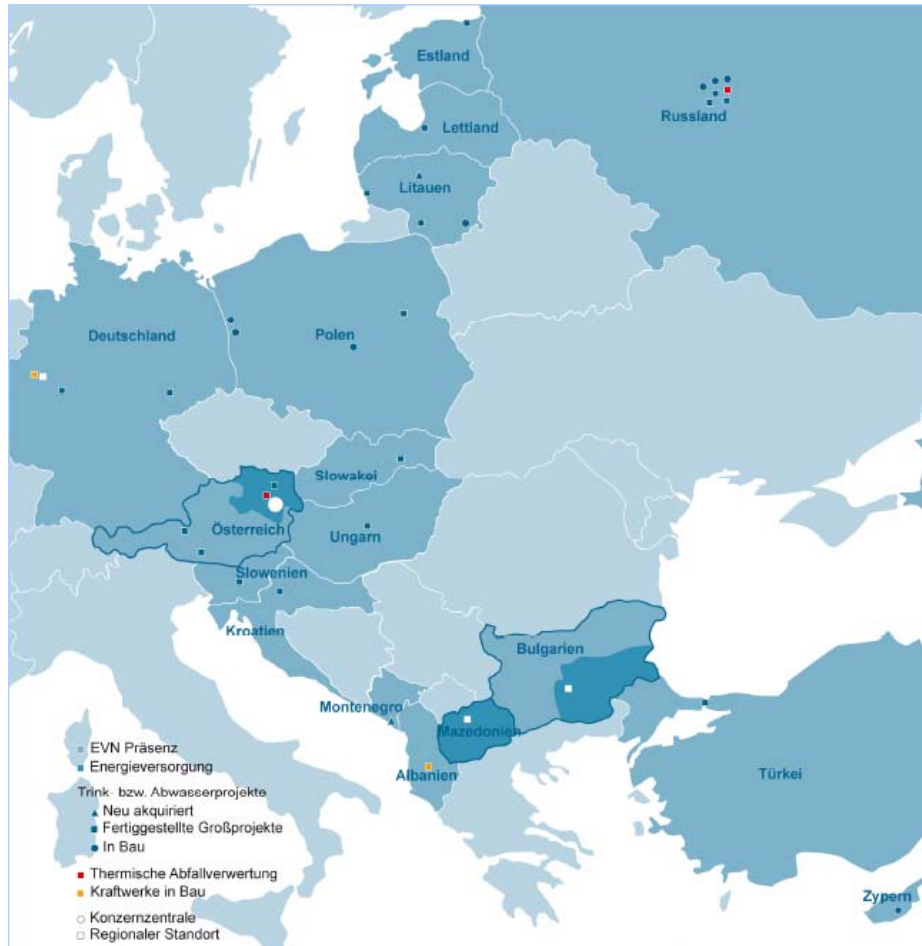 Estland
Lettland
Russland
Litauen
Deutschland
Polen
Slowakei
Österreich
Ungarn
Slowenien
Kroatien
Bulgarien
Montenegro
Mazedonien
Albanien
Türkei
Zypern
EVN Präsenz
Energieversorgung
Trink- bzw. Abwasserprojekte
Neu akquiriert
Fertiggestellte Großprojekte
In Bau
Thermische Abfallverwertung
Kraftwerke in Bau
Konzernzentrale
Regionaler Standort